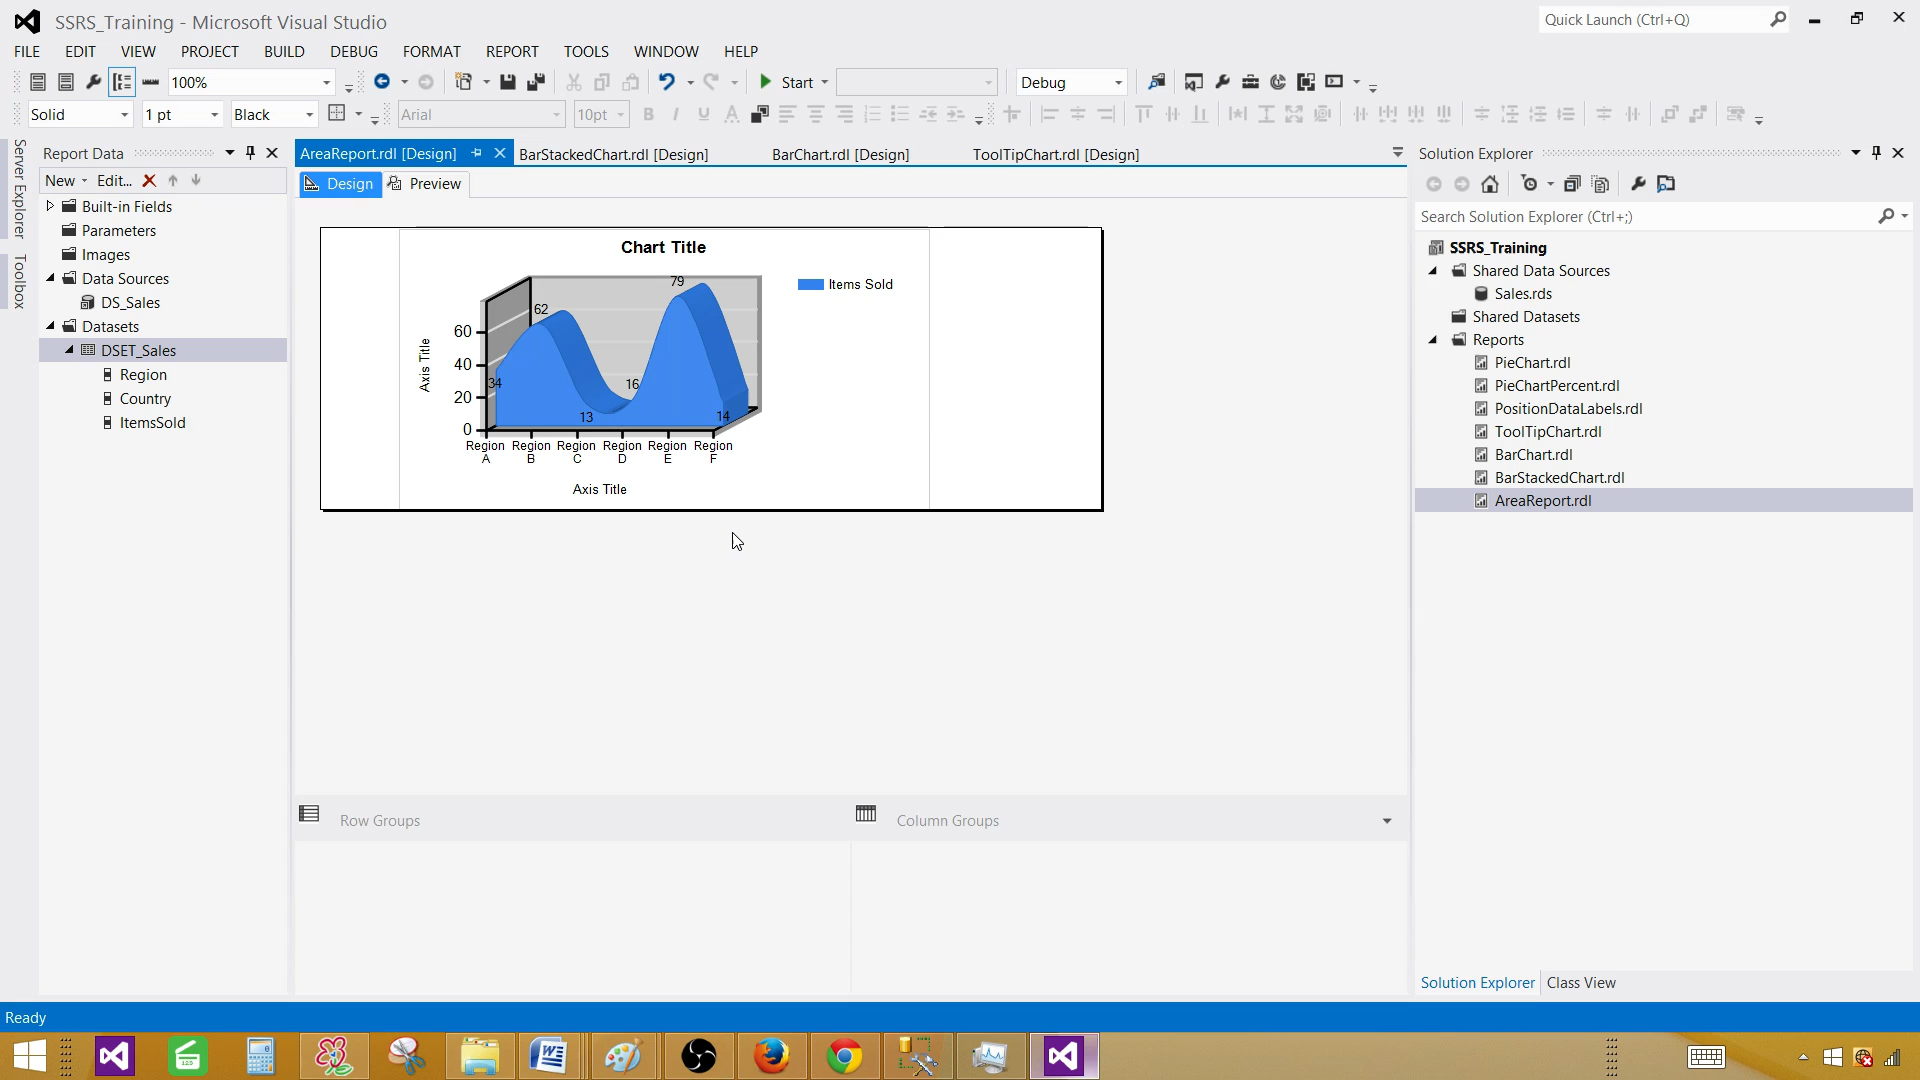 SSRS_Training - Microsoft Visual Studio
Quick Launch (Ctrl+Q)
FILE EDIT VIEW PROJECT BUILD DEBUG FORMAT REPORT TOOLS WINDOW HELP
100% Start Debug
Solid 1 pt Black Arial 10pt
Server Explorer
Toolbox
Report Data
New Edit...
Built-in Fields
Parameters
Images
Data Sources
DS_Sales
Datasets
DSET_Sales
Region
Country
ItemsSold
AreaReport.rdl [Design] BarStackedChart.rdl [Design] BarChart.rdl [Design] ToolTipChart.rdl [Design]
Design Preview
Chart Title
Items Sold
79
62
34
16
13
14
60
40
20
0
Axis Title
Region A Region B Region C Region D Region E Region F
Axis Title
Row Groups
Column Groups
Solution Explorer
Search Solution Explorer (Ctrl+;)
SSRS_Training
Shared Data Sources
Sales.rds
Shared Datasets
Reports
PieChart.rdl
PieChartPercent.rdl
PositionDataLabels.rdl
ToolTipChart.rdl
BarChart.rdl
BarStackedChart.rdl
AreaReport.rdl
Solution Explorer Class View
Ready
123